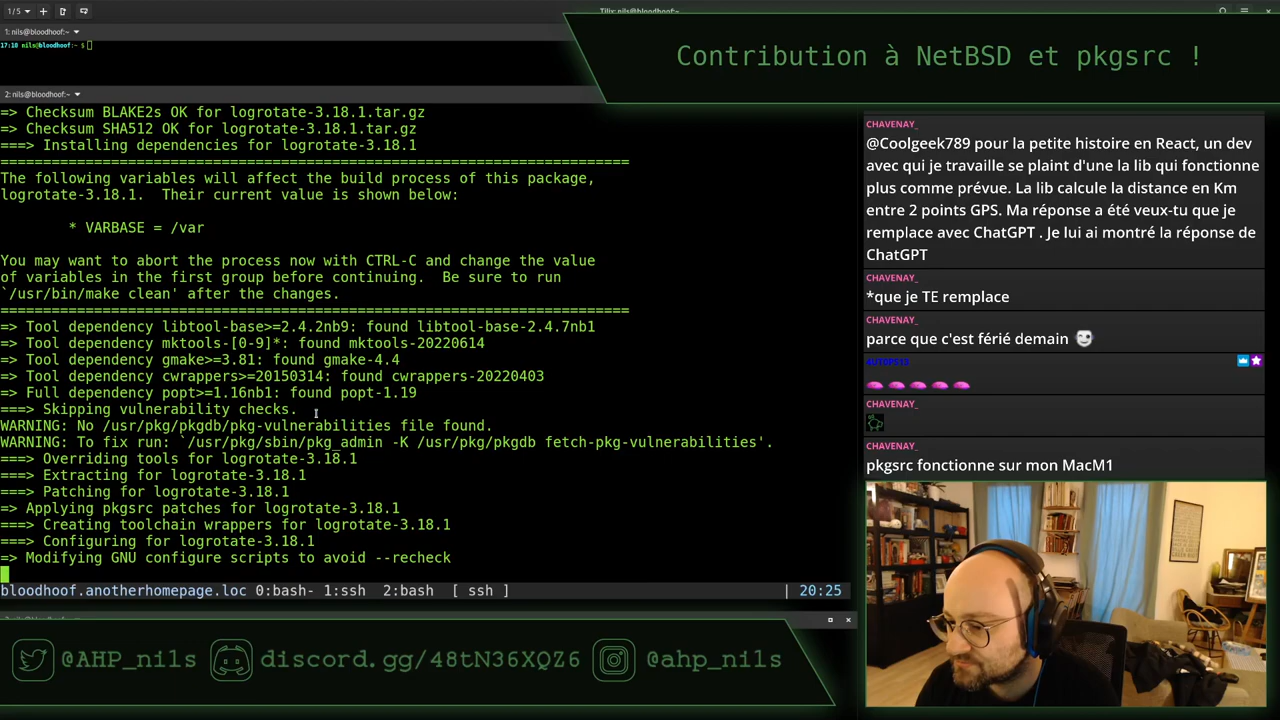 1/5
Tilix: nils@bloodhoof:~
1: nils@bloodhoof:~
17:10 nils@bloodhoof:~ $
Contribution à NetBSD et pkgsrc !
2: nils@bloodhoof:~
=> Checksum BLAKE2s OK for logrotate-3.18.1.tar.gz
=> Checksum SHA512 OK for logrotate-3.18.1.tar.gz
===> Installing dependencies for logrotate-3.18.1
==========================================================================
The following variables will affect the build process of this package,
logrotate-3.18.1.  Their current value is shown below:
* VARBASE = /var
You may want to abort the process now with CTRL-C and change the value
of variables in the first group before continuing.  Be sure to run
`/usr/bin/make clean' after the changes.
==========================================================================
=> Tool dependency libtool-base>=2.4.2nb9: found libtool-base-2.4.7nb1
=> Tool dependency mktools-[0-9]*: found mktools-20220614
=> Tool dependency gmake>=3.81: found gmake-4.4
=> Tool dependency cwrappers>=20150314: found cwrappers-20220403
=> Full dependency popt>=1.16nb1: found popt-1.19
===> Skipping vulnerability checks.
WARNING: No /usr/pkg/pkgdb/pkg-vulnerabilities file found.
WARNING: To fix run: `/usr/pkg/sbin/pkg_admin -K /usr/pkg/pkgdb fetch-pkg-vulnerabilities'.
===> Overriding tools for logrotate-3.18.1
===> Extracting for logrotate-3.18.1
===> Patching for logrotate-3.18.1
=> Applying pkgsrc patches for logrotate-3.18.1
===> Creating toolchain wrappers for logrotate-3.18.1
===> Configuring for logrotate-3.18.1
=> Modifying GNU configure scripts to avoid --recheck
bloodhoof.anotherhomepage.loc 0:bash- 1:ssh  2:bash  [ ssh ] | 20:25
CHAVENAY_
@Coolgeek789 pour la petite histoire en React, un dev
avec qui je travaille se plaint d'une la lib qui fonctionne
plus comme prévue. La lib calcule la distance en Km
entre 2 points GPS. Ma réponse a été veux-tu que je
remplace avec ChatGPT . Je lui ai montré la réponse de
ChatGPT
CHAVENAY_
*que je TE remplace
CHAVENAY_
parce que c'est férié demain
4UT0PS13
CHAVENAY_
CHAVENAY_
pkgsrc fonctionne sur mon MacM1
@AHP_nils
discord.gg/48tN36XQZ6
@ahp_nils